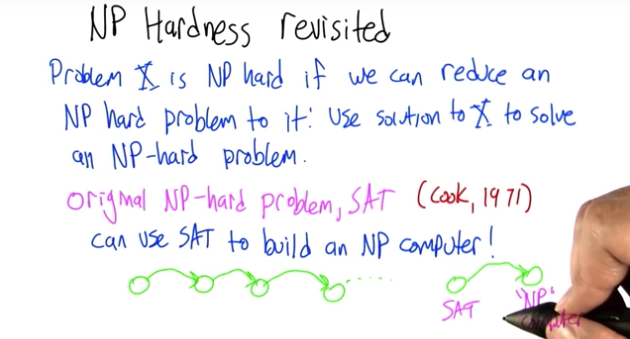 NP Hardness revisited
Problem X is NP hard if we can reduce an
NP hard problem to it: Use solution to X to solve
an NP-hard problem.
Original NP-hard problem, SAT (Cook, 1971)
can use SAT to build an NP computer!
SAT "NP"